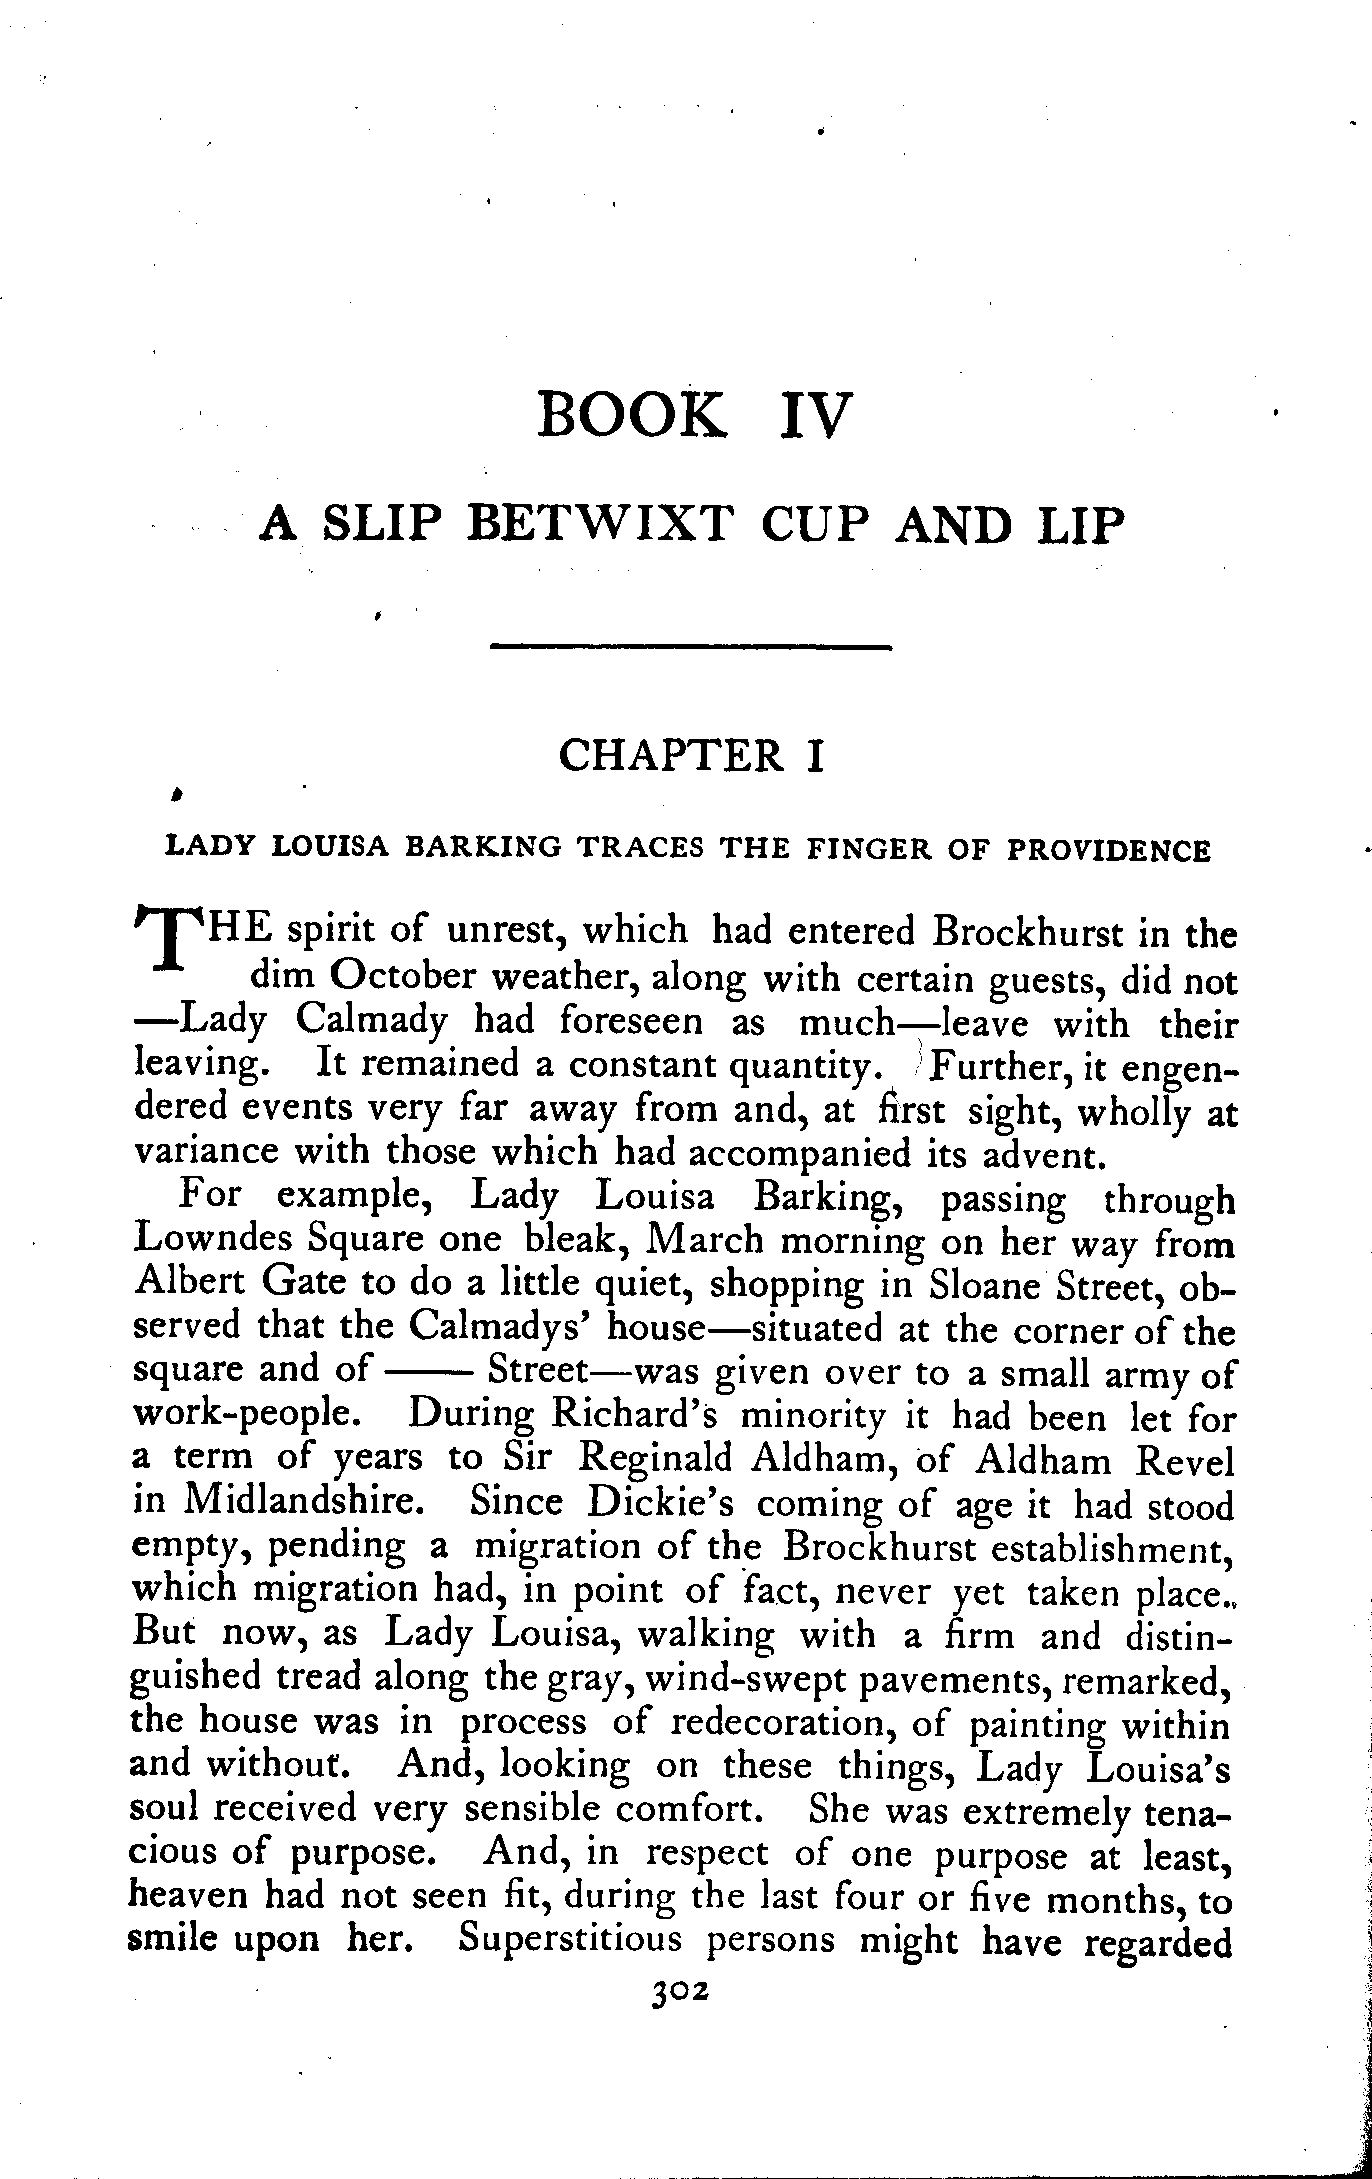 BOOK IV
A SLIP BETWIXT CUP AND LIP
CHAPTER I
LADY LOUISA BARKING TRACES THE FINGER OF PROVIDENCE
THE spirit of unrest, which had entered Brockhurst in the
dim October weather, along with certain guests, did not
—Lady Calmady had foreseen as much—leave with their
leaving. It remained a constant quantity. Further, it engen-
dered events very far away from and, at first sight, wholly at
variance with those which had accompanied its advent.
For example, Lady Louisa Barking, passing through
Lowndes Square one bleak, March morning on her way from
Albert Gate to do a little quiet, shopping in Sloane Street, ob-
served that the Calmadys' house—situated at the corner of the
square and of —— Street—was given over to a small army of
work-people. During Richard's minority it had been let for
a term of years to Sir Reginald Aldham, of Aldham Revel
in Midlandshire. Since Dickie's coming of age it had stood
empty, pending a migration of the Brockhurst establishment,
which migration had, in point of fact, never yet taken place.
But now, as Lady Louisa, walking with a firm and distin-
guished tread along the gray, wind-swept pavements, remarked,
the house was in process of redecoration, of painting within
and without. And, looking on these things, Lady Louisa's
soul received very sensible comfort. She was extremely tena-
cious of purpose. And, in respect of one purpose at least,
heaven had not seen fit, during the last four or five months, to
smile upon her. Superstitious persons might have regarded
302